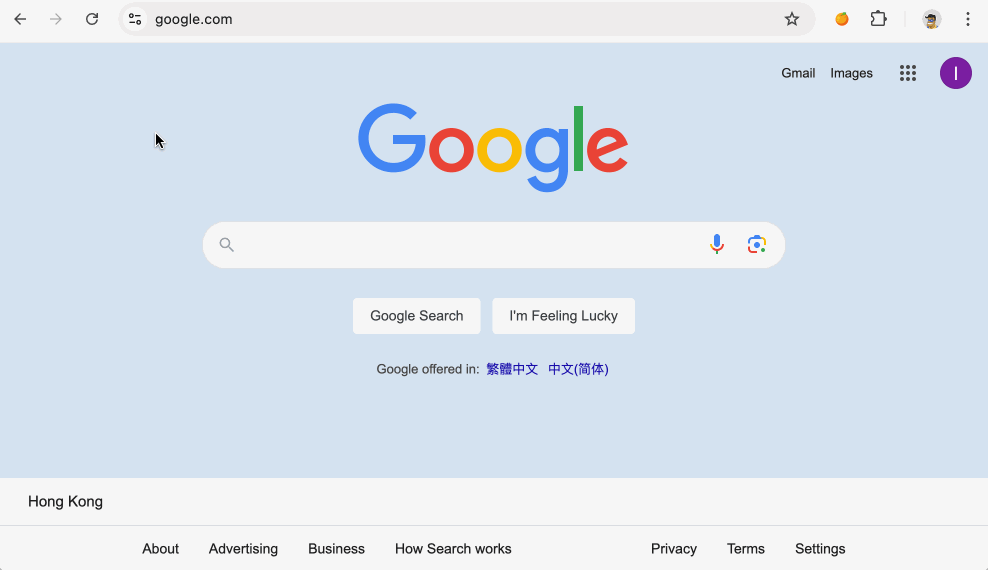 google.com
Gmail Images
I
Google
Google Search I'm Feeling Lucky
Google offered in: 繁體中文 中文(简体)
Hong Kong
About Advertising Business How Search works Privacy Terms Settings